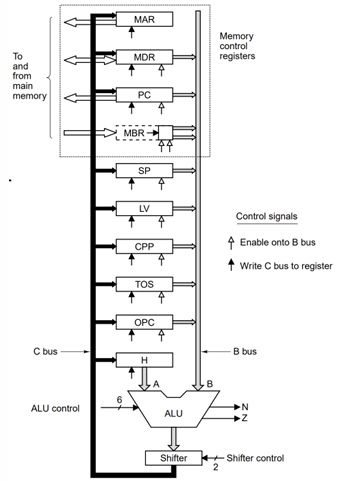 MAR
MDR
PC
MBR
To
and
from
main
memory
Memory
control
registers
SP
LV
CPP
TOS
OPC
H
Control signals
Enable onto B bus
Write C bus to register
C bus
B bus
A
B
6
ALU control
ALU
N
Z
Shifter
Shifter control
2